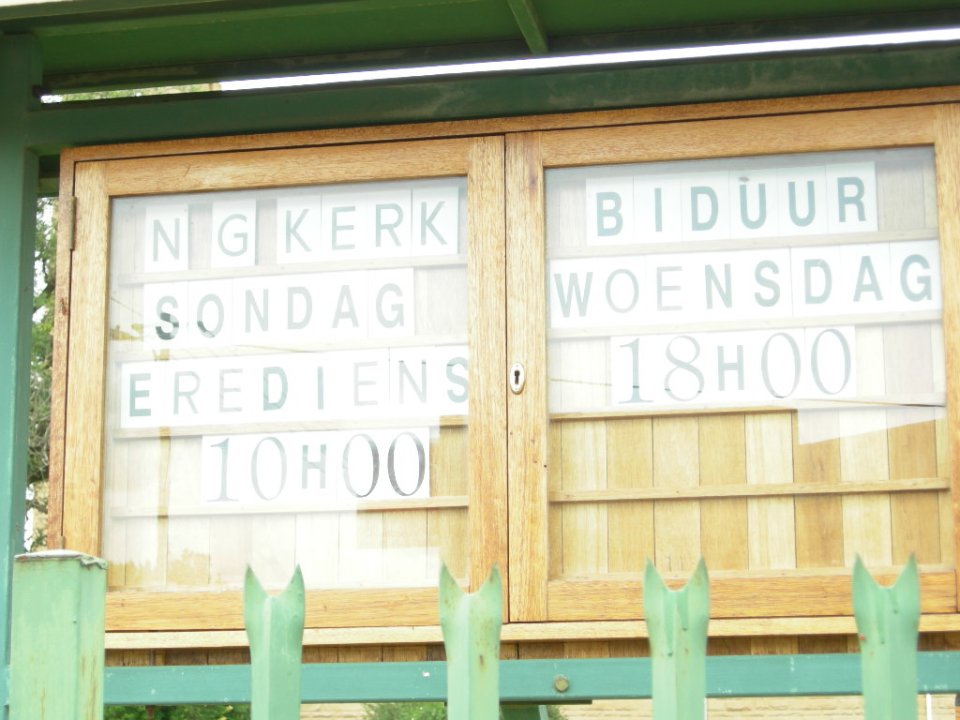 NG KERK
SONDAG
EREDIENS
10H00
BIDUUR
WOENSDAG
18H00